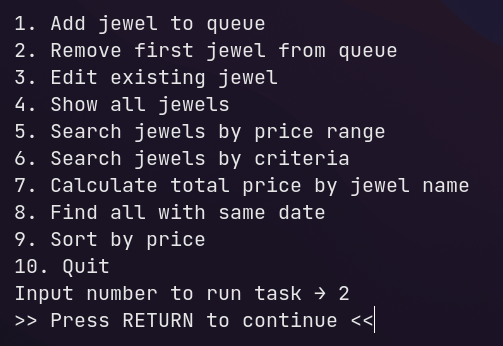 1. Add jewel to queue
2. Remove first jewel from queue
3. Edit existing jewel
4. Show all jewels
5. Search jewels by price range
6. Search jewels by criteria
7. Calculate total price by jewel name
8. Find all with same date
9. Sort by price
10. Quit
Input number to run task → 2
>> Press RETURN to continue <<